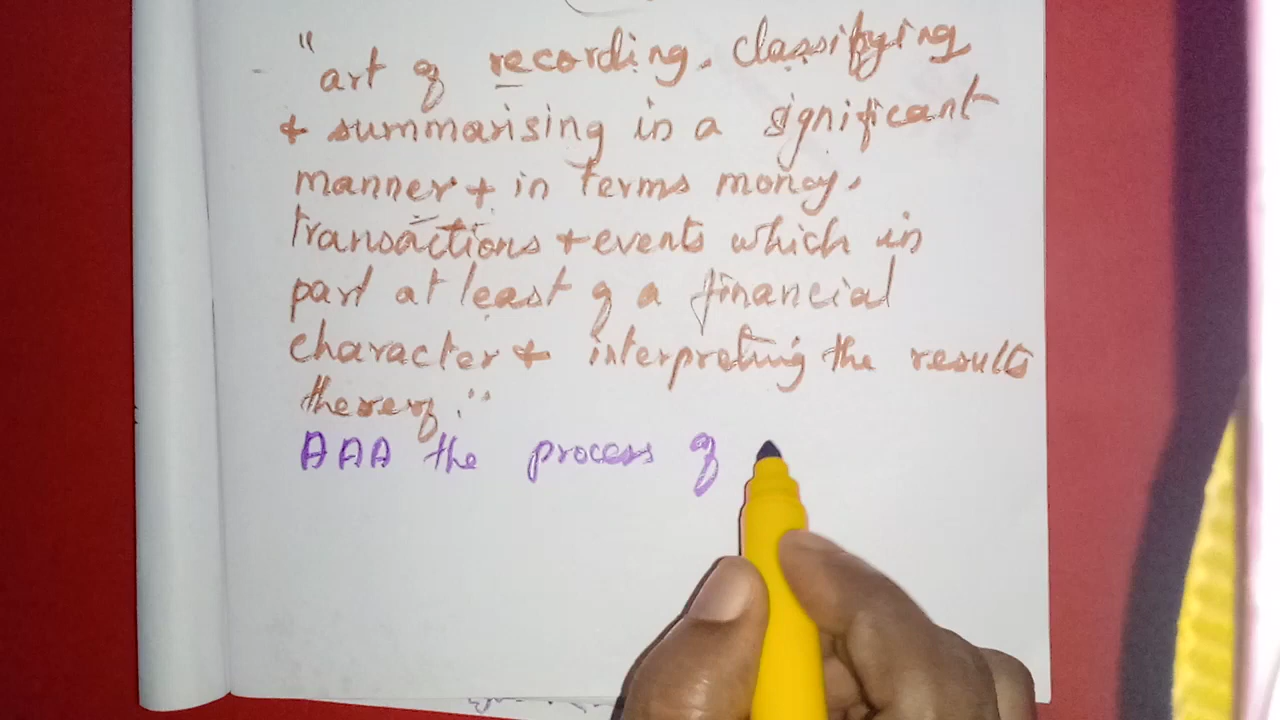 "art of recording, classifying
& summarising in a significant
manner & in terms money,
transactions & events which in
part at least of a financial
character & interpreting the results
thereof."
AAA the process of